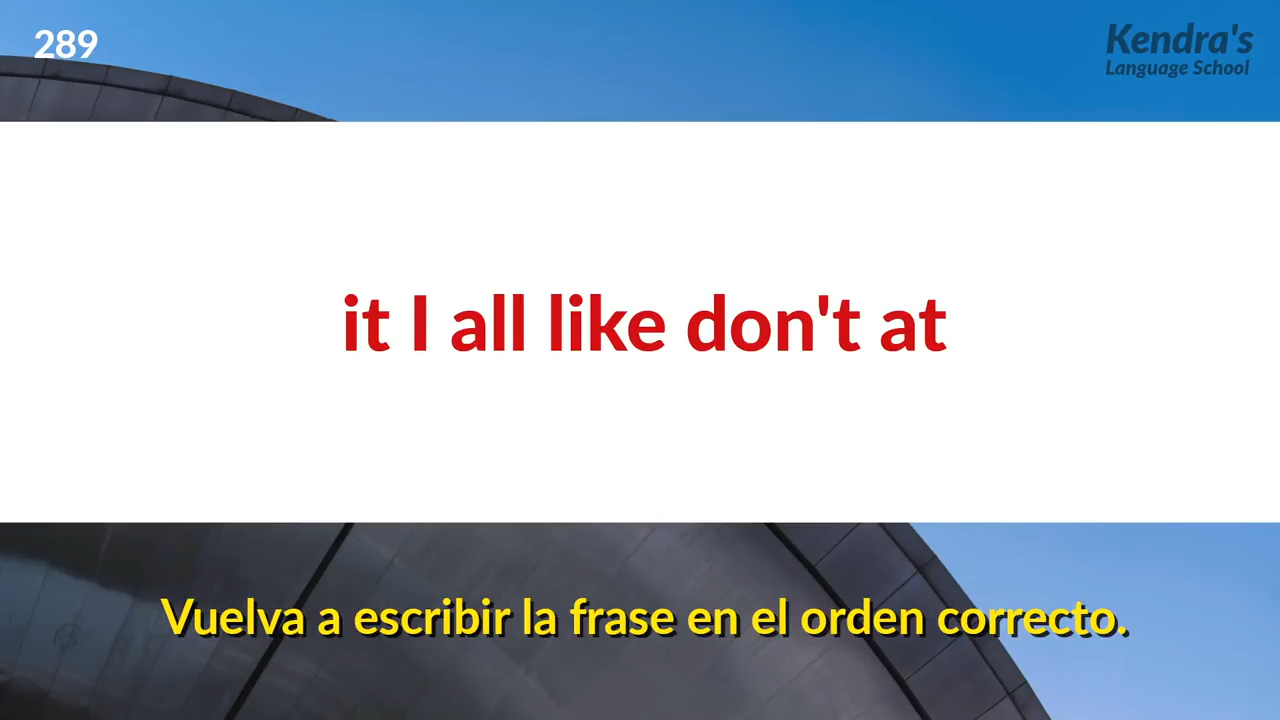 289
Kendra's
Language School
it I all like don't at
Vuelva a escribir la frase en el orden correcto.